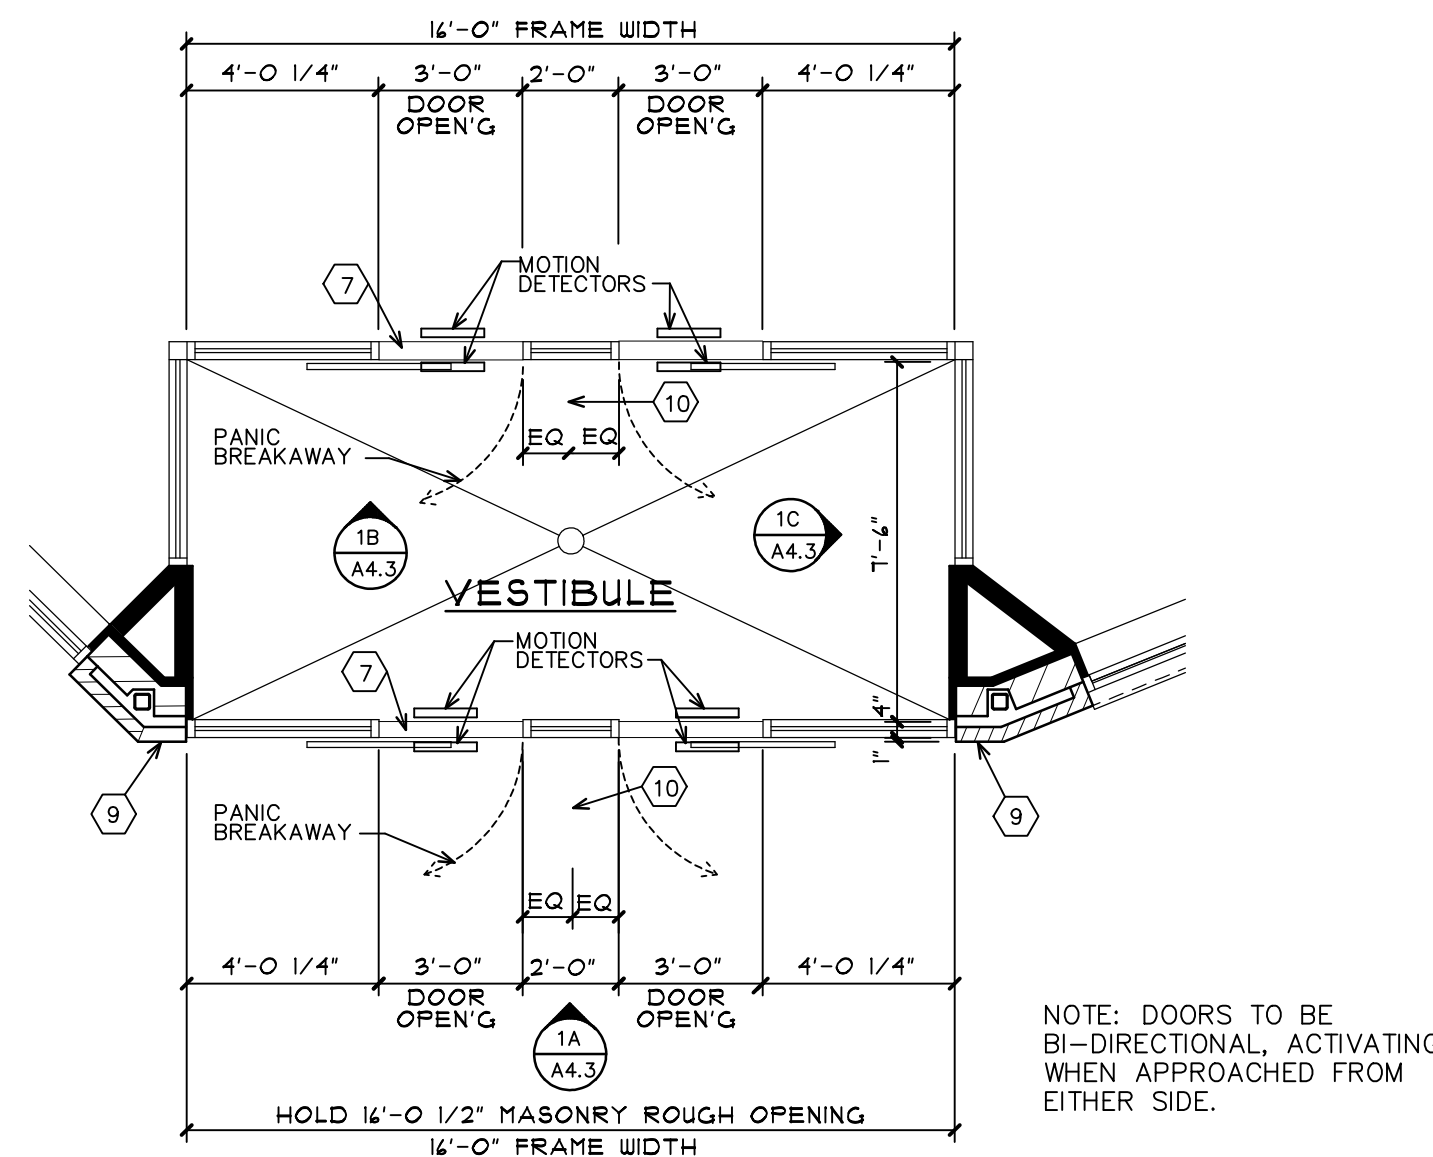 16'-0" FRAME WIDTH
4'-0 1/4" 3'-0" 2'-0" 3'-0" 4'-0 1/4"
DOOR DOOR
OPEN'G OPEN'G
MOTION
DETECTORS
7
10
EQ EQ
PANIC
BREAKAWAY
1B
A4.3
1C
A4.3
7'-6"
VESTIBULE
MOTION
DETECTORS
7
4"
1"
10
9
9
PANIC
BREAKAWAY
EQ EQ
4'-0 1/4" 3'-0" 2'-0" 3'-0" 4'-0 1/4"
DOOR DOOR
OPEN'G OPEN'G
1A
A4.3
HOLD 16'-0 1/2" MASONRY ROUGH OPENING
16'-0" FRAME WIDTH
NOTE: DOORS TO BE
BI-DIRECTIONAL, ACTIVATING
WHEN APPROACHED FROM
EITHER SIDE.